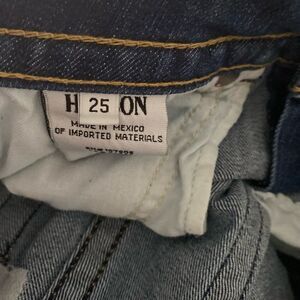 H 25 ON
MADE IN MEXICO
OF IMPORTED MATERIALS